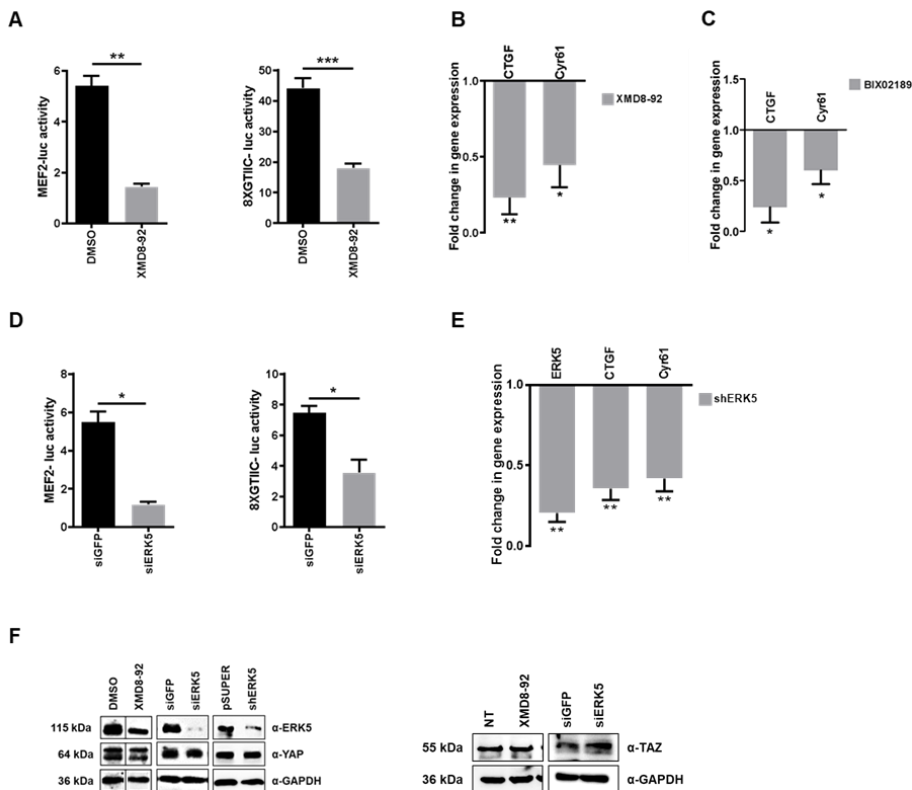 A
MEF2-luc activity
6
4
2
0
**
DMSO
XMD8-92
8XGTIIC- luc activity
50
40
30
20
10
0
***
DMSO
XMD8-92
B
Fold change in gene expression
CTGF
Cyr61
1.0
0.5
0.0
**
*
XMD8-92
C
Fold change in gene expression
1.5
1.0
0.5
0.0
CTGF
Cyr61
*
*
BIX02189
D
MEF2- luc activity
8
6
4
2
0
*
siGFP
siERK5
8XGTIIC- luc activity
10
8
6
4
2
0
*
siGFP
siERK5
E
Fold change in gene expression
ERK5
CTGF
Cyr61
1.0
0.5
0.0
**
**
**
shERK5
F
DMSO
XMD8-92
siGFP
siERK5
pSUPER
shERK5
115 kDa
α-ERK5
64 kDa
α-YAP
36 kDa
α-GAPDH
NT
XMD8-92
siGFP
siERK5
55 kDa
α-TAZ
36 kDa
α-GAPDH